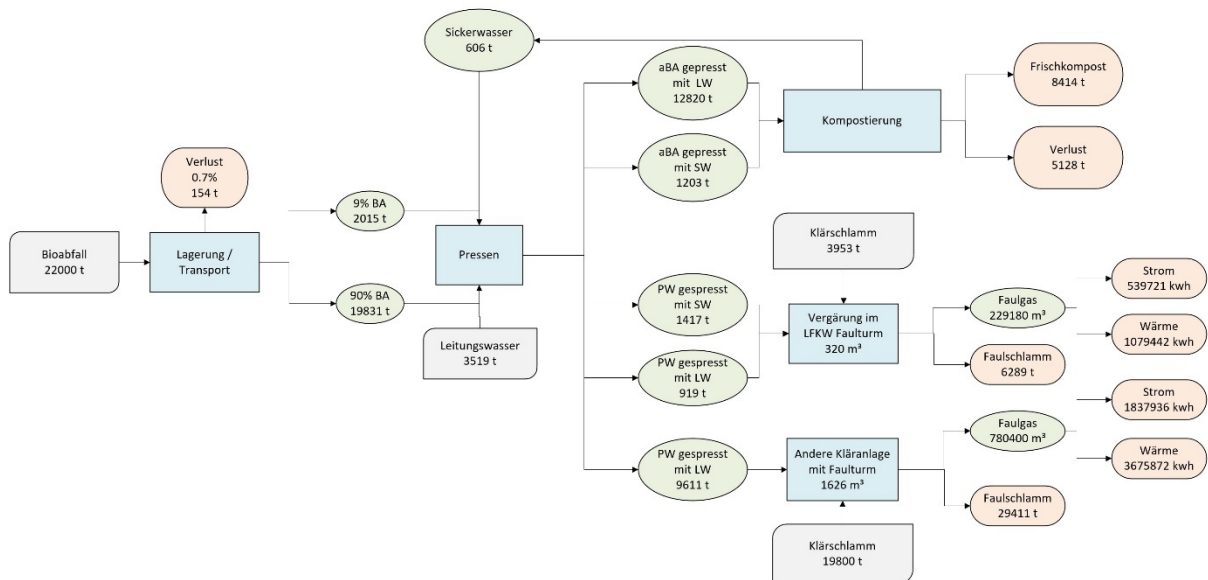 Sickerwasser
606 t
aBA gepresst
mit LW
12820 t
Kompostierung
Frischkompost
8414 t
aBA gepresst
mit SW
1203 t
Verlust
5128 t
Verlust
0.7%
154 t
9% BA
2015 t
Bioabfall
22000 t
Lagerung /
Transport
Pressen
Klärschlamm
3953 t
90% BA
19831 t
Leitungswasser
3519 t
PW gespresst
mit SW
1417 t
Vergärung im
LFKW Faulturm
320 m³
Faulgas
229180 m³
Strom
539721 kwh
Wärme
1079442 kwh
PW gespresst
mit LW
919 t
Faulschlamm
6289 t
Strom
1837936 kwh
Faulgas
780400 m³
Wärme
3675872 kwh
PW gespresst
mit LW
9611 t
Andere Kläranlage
mit Faulturm
1626 m³
Faulschlamm
29411 t
Klärschlamm
19800 t